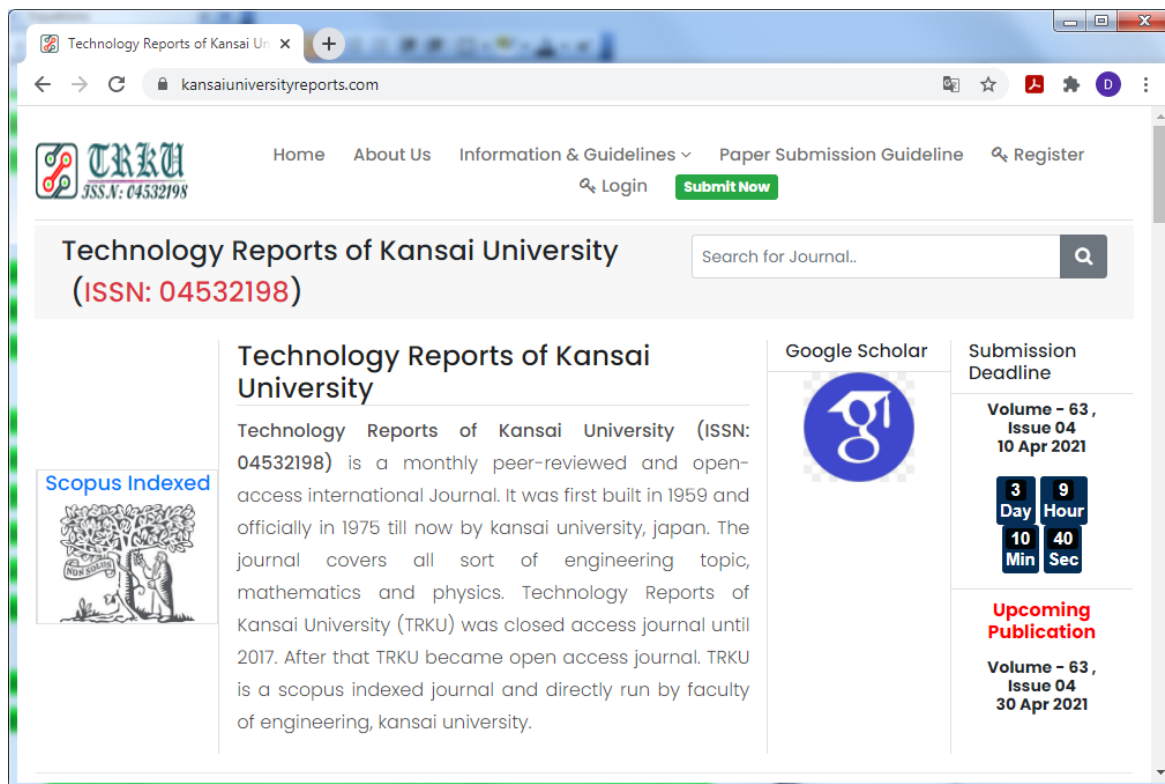 Technology Reports of Kansai Un
kansaiuniversityreports.com
D
TRKU
ISS.N: 04532198
Home About Us Information & Guidelines Paper Submission Guideline Register
Login Submit Now
Technology Reports of Kansai University
(ISSN: 04532198)
Search for Journal..
Scopus Indexed
NON SOLUS
Technology Reports of Kansai
University
Technology Reports of Kansai University (ISSN:
04532198) is a monthly peer-reviewed and open-
access international Journal. It was first built in 1959 and
officially in 1975 till now by kansai university, japan. The
journal covers all sort of engineering topic,
mathematics and physics. Technology Reports of
Kansai University (TRKU) was closed access journal until
2017. After that TRKU became open access journal. TRKU
is a scopus indexed journal and directly run by faculty
of engineering, kansai university.
Google Scholar
g
Submission
Deadline
Volume - 63 ,
Issue 04
10 Apr 2021
3 9
Day Hour
10 40
Min Sec
Upcoming
Publication
Volume - 63 ,
Issue 04
30 Apr 2021